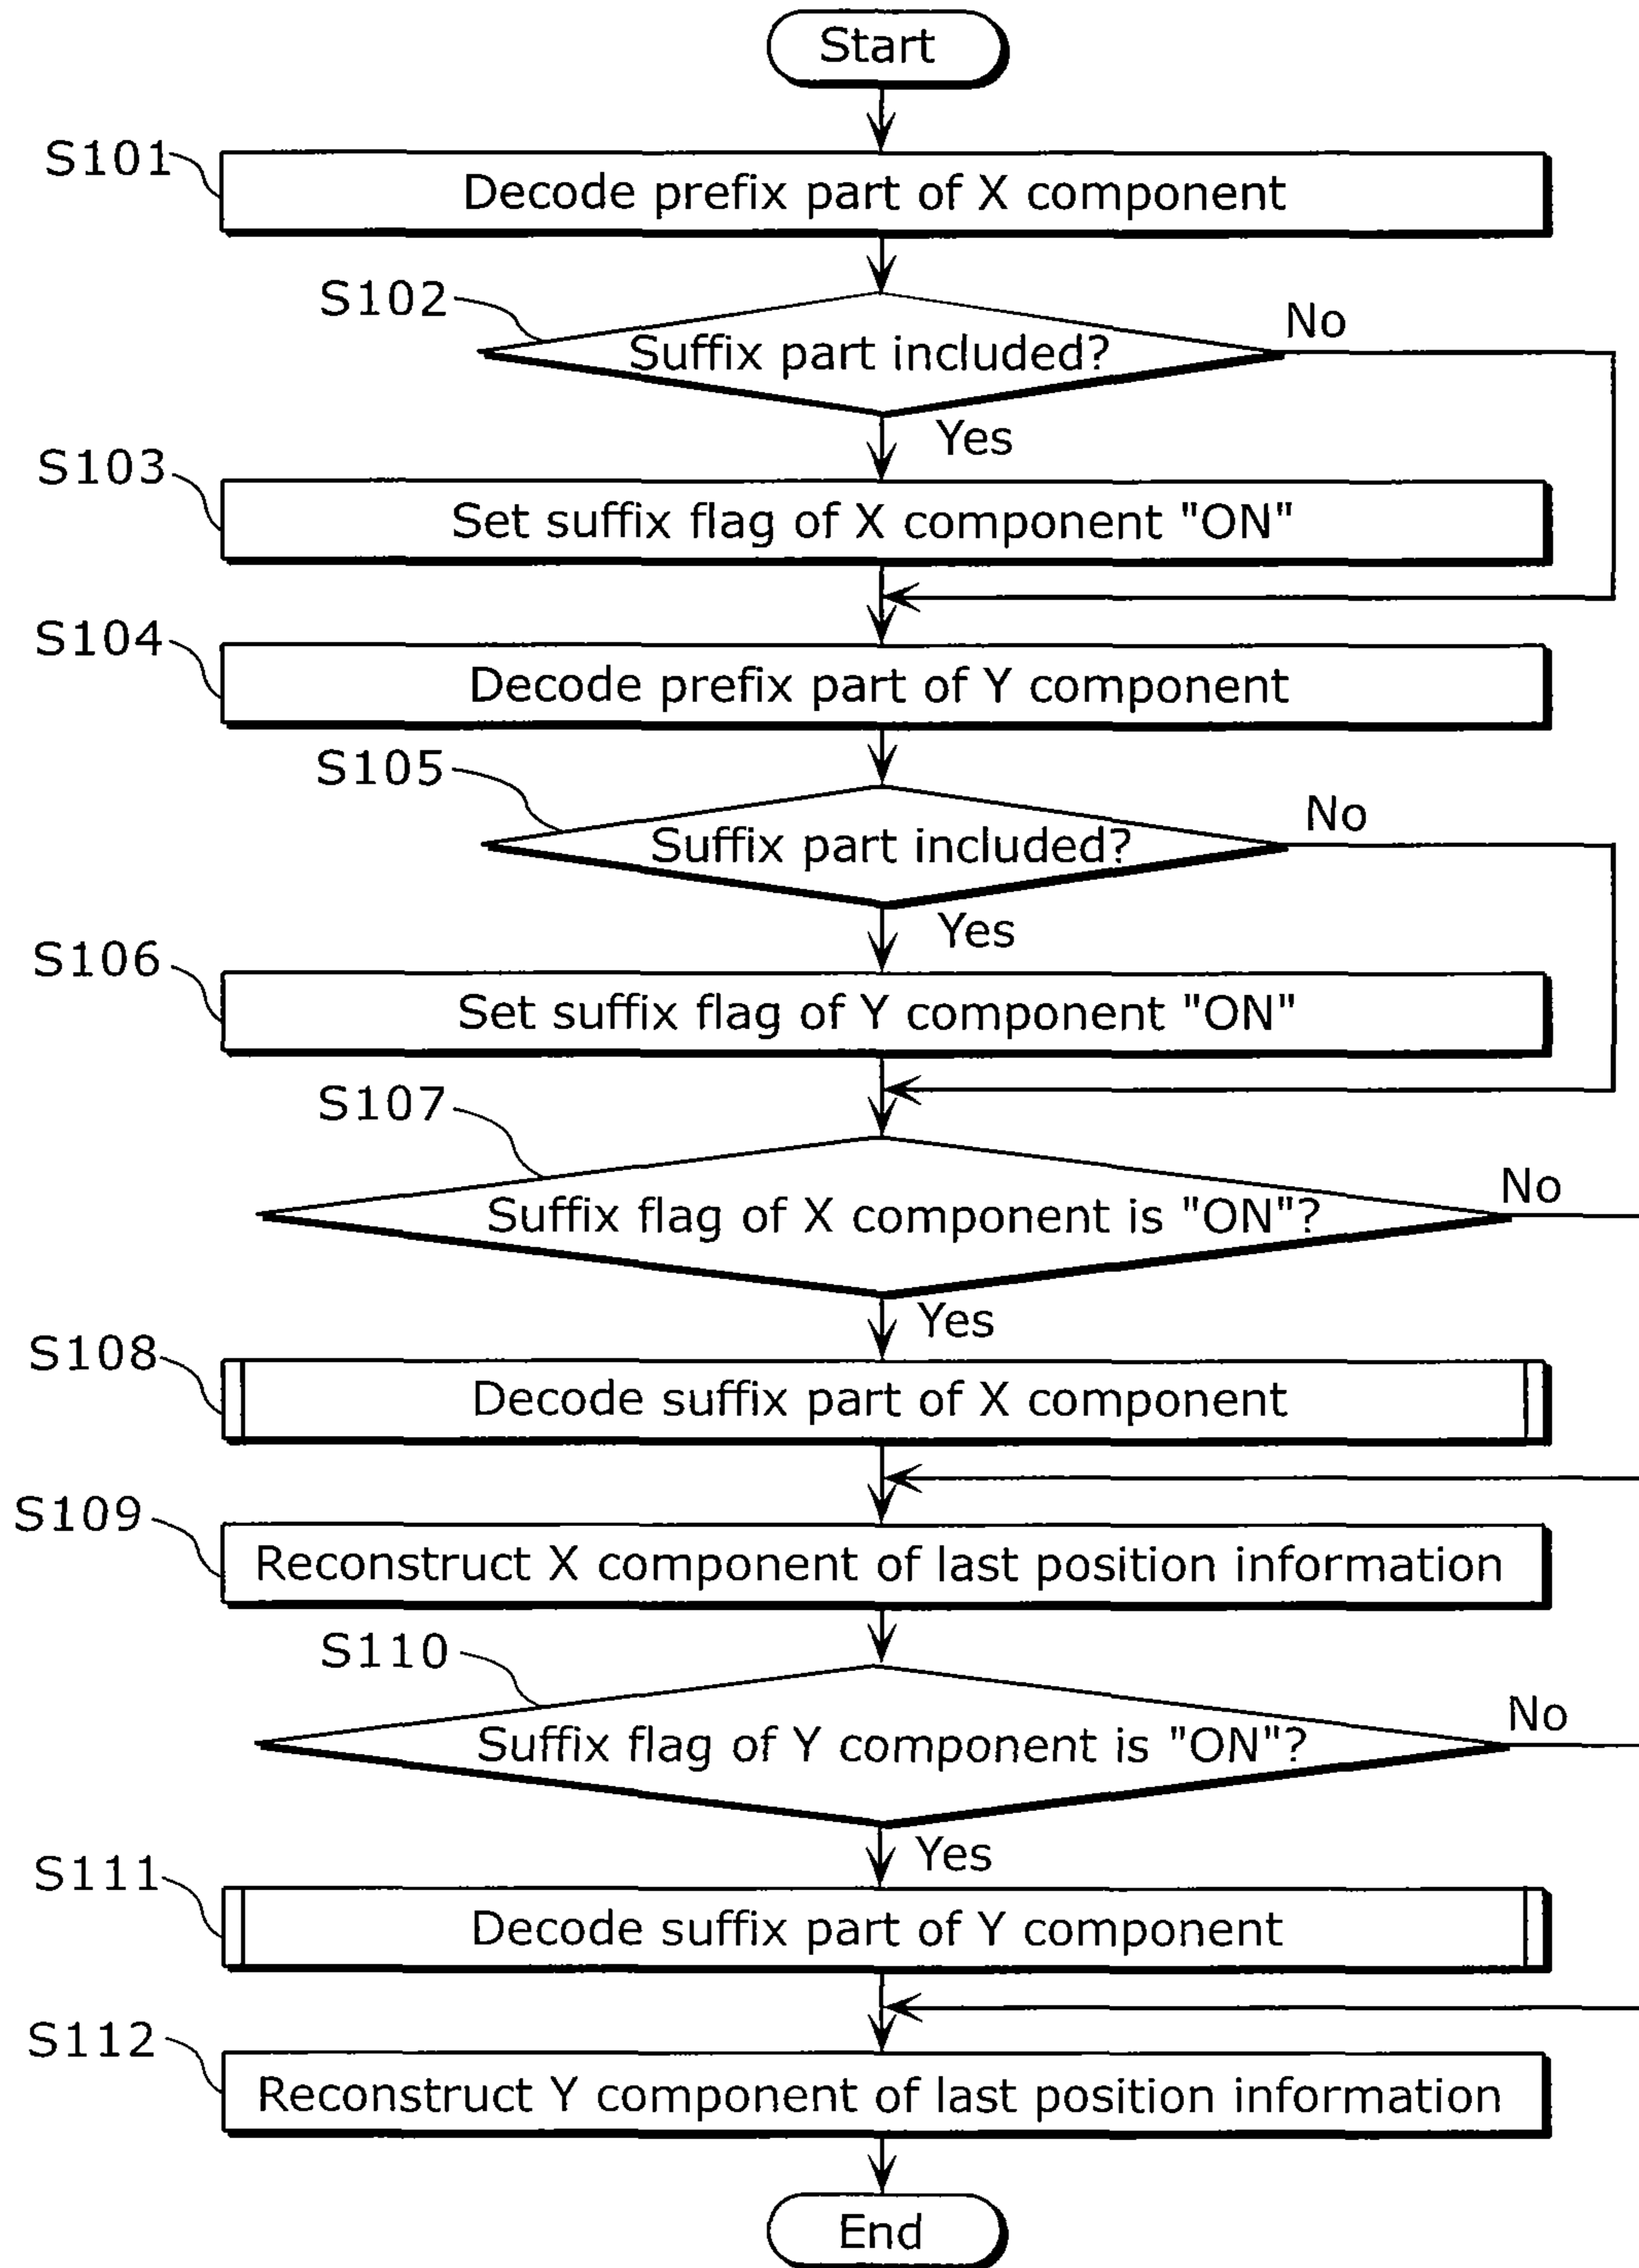 Start
S101
Decode prefix part of X component
S102
Suffix part included?
No
Yes
S103
Set suffix flag of X component "ON"
S104
Decode prefix part of Y component
S105
Suffix part included?
No
Yes
S106
Set suffix flag of Y component "ON"
S107
Suffix flag of X component is "ON"?
No
Yes
S108
Decode suffix part of X component
S109
Reconstruct X component of last position information
S110
Suffix flag of Y component is "ON"?
No
Yes
S111
Decode suffix part of Y component
S112
Reconstruct Y component of last position information
End